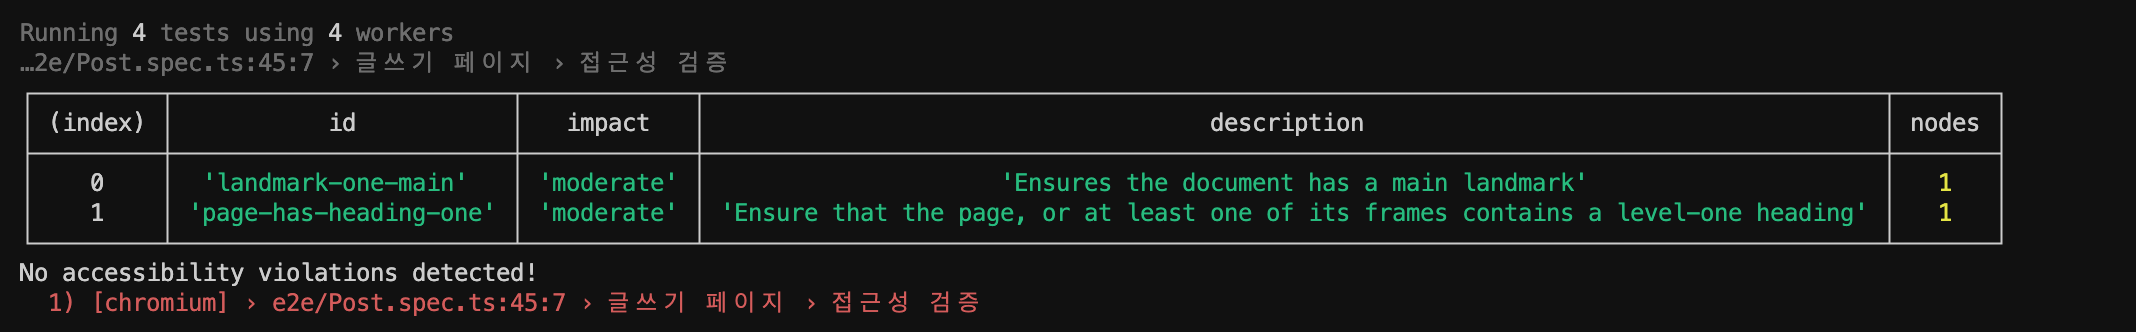 Running 4 tests using 4 workers
…2e/Post.spec.ts:45:7 › 글쓰기 페이지 › 접근성 검증
(index) id impact description nodes
0 'landmark-one-main' 'moderate' 'Ensures the document has a main landmark' 1
1 'page-has-heading-one' 'moderate' 'Ensure that the page, or at least one of its frames contains a level-one heading' 1
No accessibility violations detected!
1) [chromium] › e2e/Post.spec.ts:45:7 › 글쓰기 페이지 › 접근성 검증